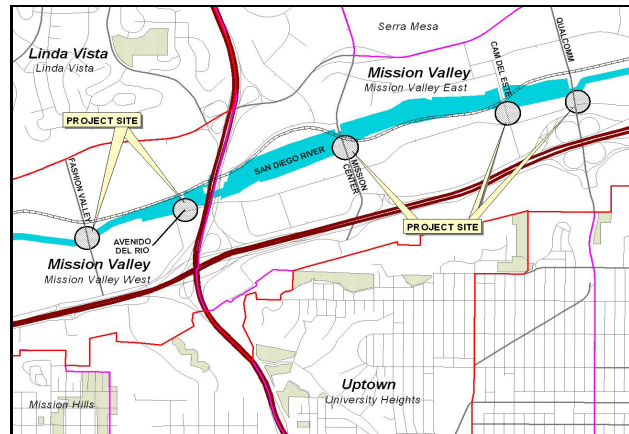 Serra Mesa
Linda Vista
Linda Vista
QUALCOMM
CAM DEL ESTE
Mission Valley
Mission Valley East
PROJECT SITE
SAN DIEGO RIVER
MISSION
CENTER
FASHION VALLEY
PROJECT SITE
AVENIDO
DEL RIO
Mission Valley
Mission Valley West
Uptown
University Heights
Mission Hills